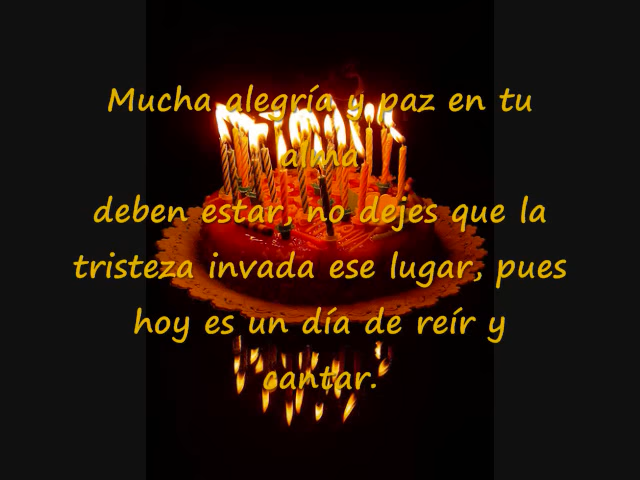 Mucha alegría y paz en tu
alma
deben estar, no dejes que la
tristeza invada ese lugar, pues
hoy es un día de reír y
cantar.